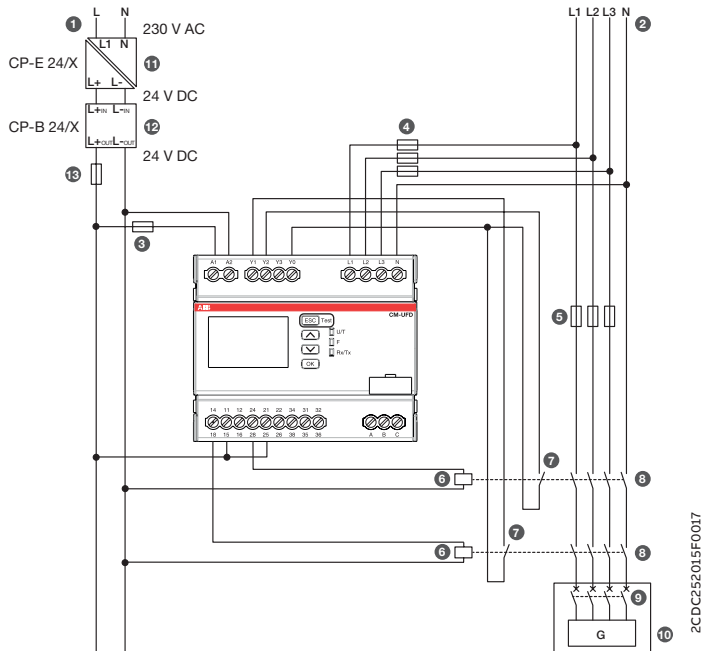 1 L N 230 V AC
L1 L2 L3 N 2
L1 N
CP-E 24/X 11
L+ L-
24 V DC
L+IN L-IN
CP-B 24/X 12
L+OUT L-OUT
24 V DC
4
13
3
A1 A2 Y1 Y2 Y3 Y0 L1 L2 L3 N
ABB CM-UFD
ESC Test
U/T
F
Rx/Tx
OK
5
14 11 12 24 21 22 34 31 32
18 15 16 28 25 26 38 35 36 A B C
7
6 8
7
6 8
9
G 10
2CDC252015F0017